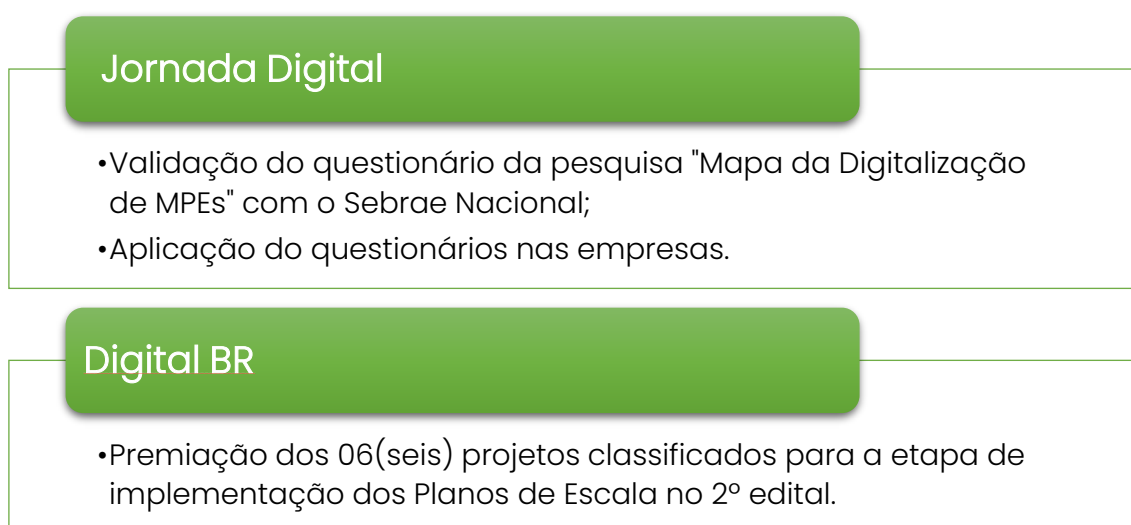 Jornada Digital
•Validação do questionário da pesquisa "Mapa da Digitalização
de MPEs" com o Sebrae Nacional;
•Aplicação do questionários nas empresas.
Digital BR
•Premiação dos 06(seis) projetos classificados para a etapa de
implementação dos Planos de Escala no 2º edital.